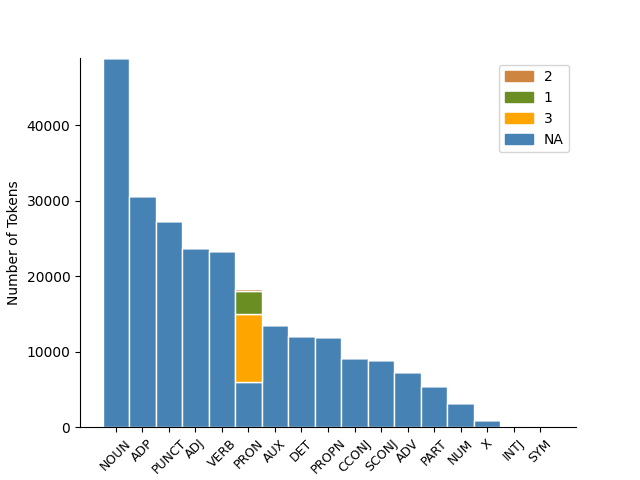 2
1
3
NA
Number of Tokens
40000
30000
20000
10000
0
NOUN
ADP
PUNCT
ADJ
VERB
PRON
AUX
DET
PROPN
CCONJ
SCONJ
ADV
PART
NUM
X
INTJ
SYM